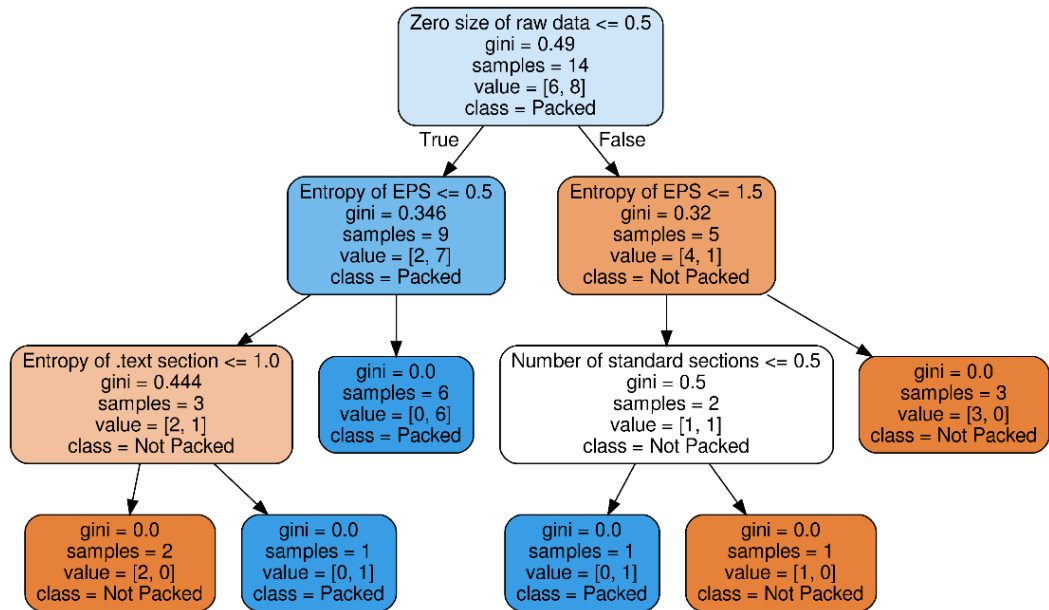 Zero size of raw data <= 0.5
gini = 0.49
samples = 14
value = [6, 8]
class = Packed
True
False
Entropy of EPS <= 0.5
gini = 0.346
samples = 9
value = [2, 7]
class = Packed
Entropy of EPS <= 1.5
gini = 0.32
samples = 5
value = [4, 1]
class = Not Packed
Entropy of .text section <= 1.0
gini = 0.444
samples = 3
value = [2, 1]
class = Not Packed
gini = 0.0
samples = 6
value = [0, 6]
class = Packed
Number of standard sections <= 0.5
gini = 0.5
samples = 2
value = [1, 1]
class = Not Packed
gini = 0.0
samples = 3
value = [3, 0]
class = Not Packed
gini = 0.0
samples = 2
value = [2, 0]
class = Not Packed
gini = 0.0
samples = 1
value = [0, 1]
class = Packed
gini = 0.0
samples = 1
value = [0, 1]
class = Packed
gini = 0.0
samples = 1
value = [1, 0]
class = Not Packed